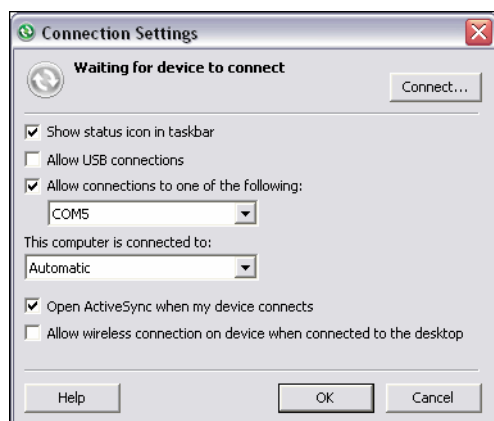 Connection Settings
Waiting for device to connect
Connect...
Show status icon in taskbar
Allow USB connections
Allow connections to one of the following:
COM5
This computer is connected to:
Automatic
Open ActiveSync when my device connects
Allow wireless connection on device when connected to the desktop
Help OK Cancel